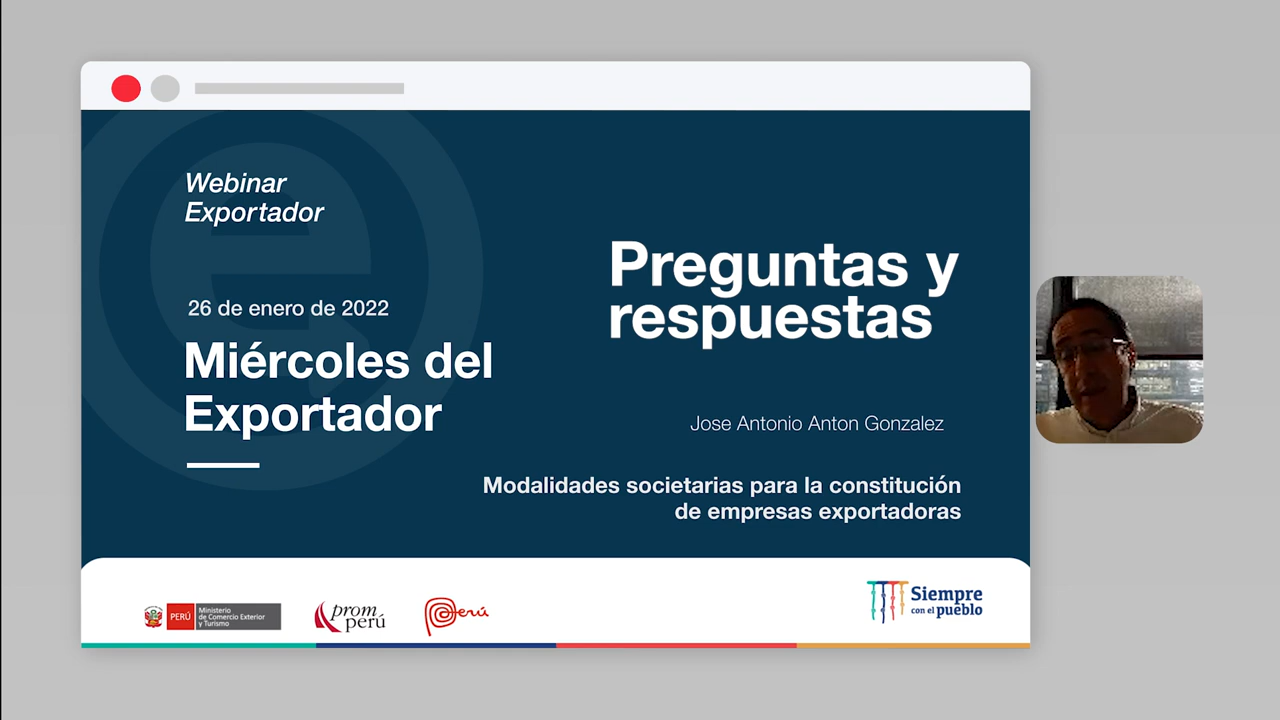 Webinar
Exportador
26 de enero de 2022
Miércoles del
Exportador
Preguntas y
respuestas
Jose Antonio Anton Gonzalez
Modalidades societarias para la constitución
de empresas exportadoras
PERÚ
Ministerio
de Comercio Exterior
y Turismo
prom
perú
Perú
Siempre
con el pueblo